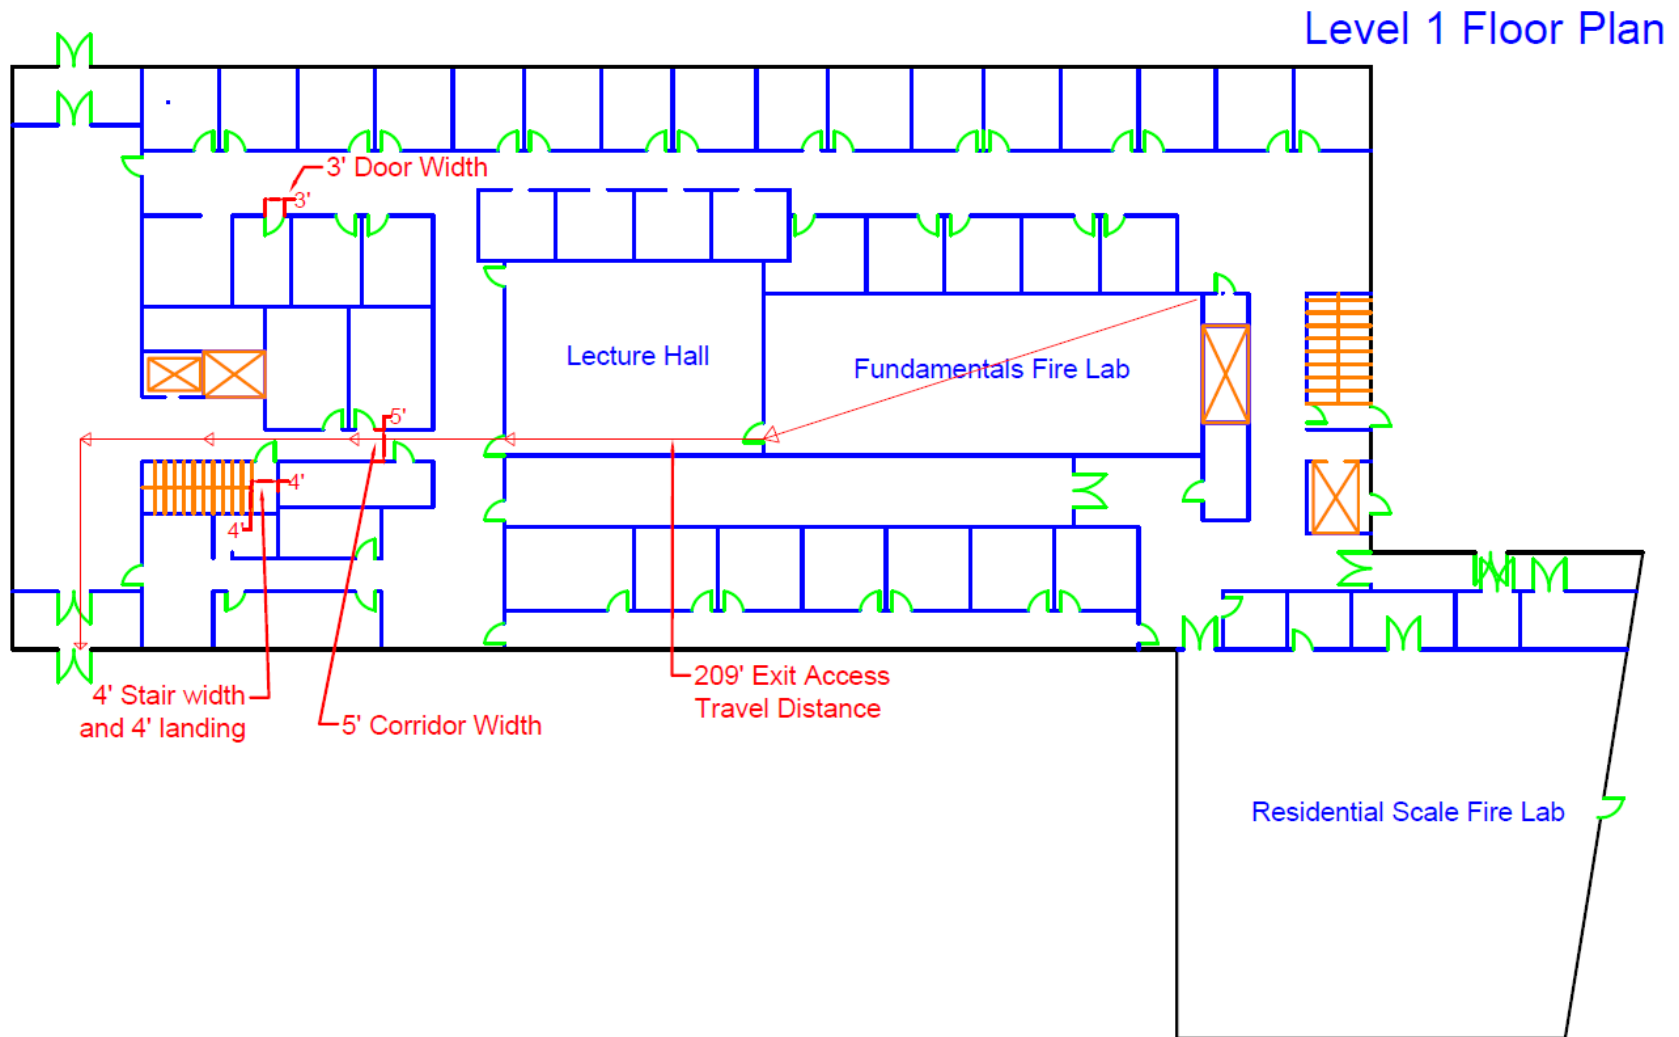 Level 1 Floor Plan
3' Door Width
3'
Lecture Hall
Fundamentals Fire Lab
5'
4'
4'
4' Stair width
and 4' landing
5' Corridor Width
209' Exit Access
Travel Distance
Residential Scale Fire Lab